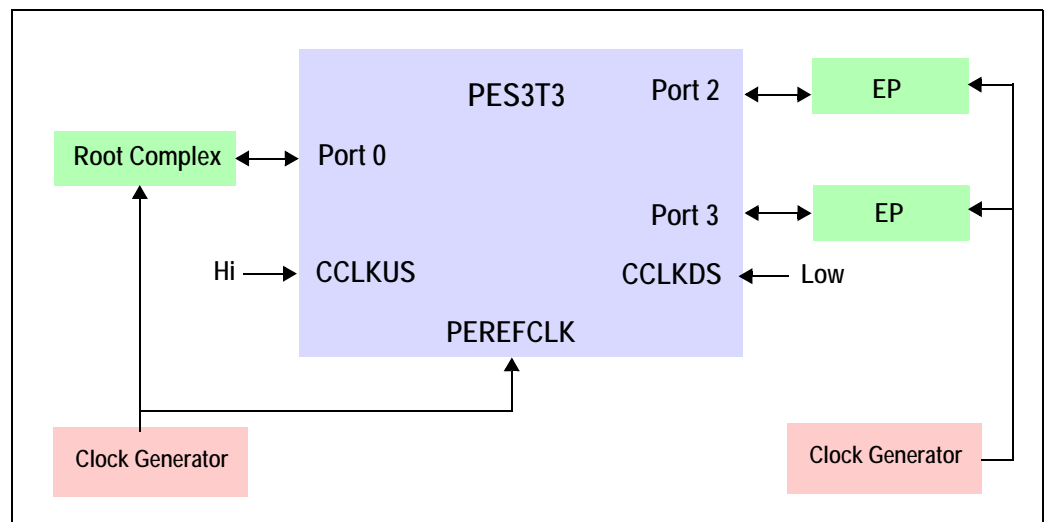 PES3T3
Port 2
EP
Root Complex
Port 0
Port 3
EP
Hi
CCLKUS
CCLKDS
Low
PEREFCLK
Clock Generator
Clock Generator